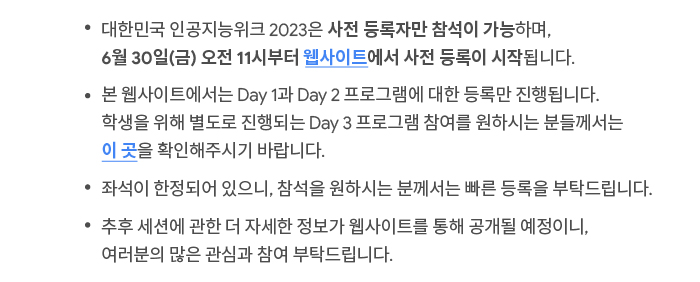 • 대한민국 인공지능위크 2023은 사전 등록자만 참석이 가능하며,
6월 30일(금) 오전 11시부터 웹사이트에서 사전 등록이 시작됩니다.
• 본 웹사이트에서는 Day 1과 Day 2 프로그램에 대한 등록만 진행됩니다.
학생을 위해 별도로 진행되는 Day 3 프로그램 참여를 원하시는 분들께서는
이 곳을 확인해주시기 바랍니다.
• 좌석이 한정되어 있으니, 참석을 원하시는 분께서는 빠른 등록을 부탁드립니다.
• 추후 세션에 관한 더 자세한 정보가 웹사이트를 통해 공개될 예정이니,
여러분의 많은 관심과 참여 부탁드립니다.